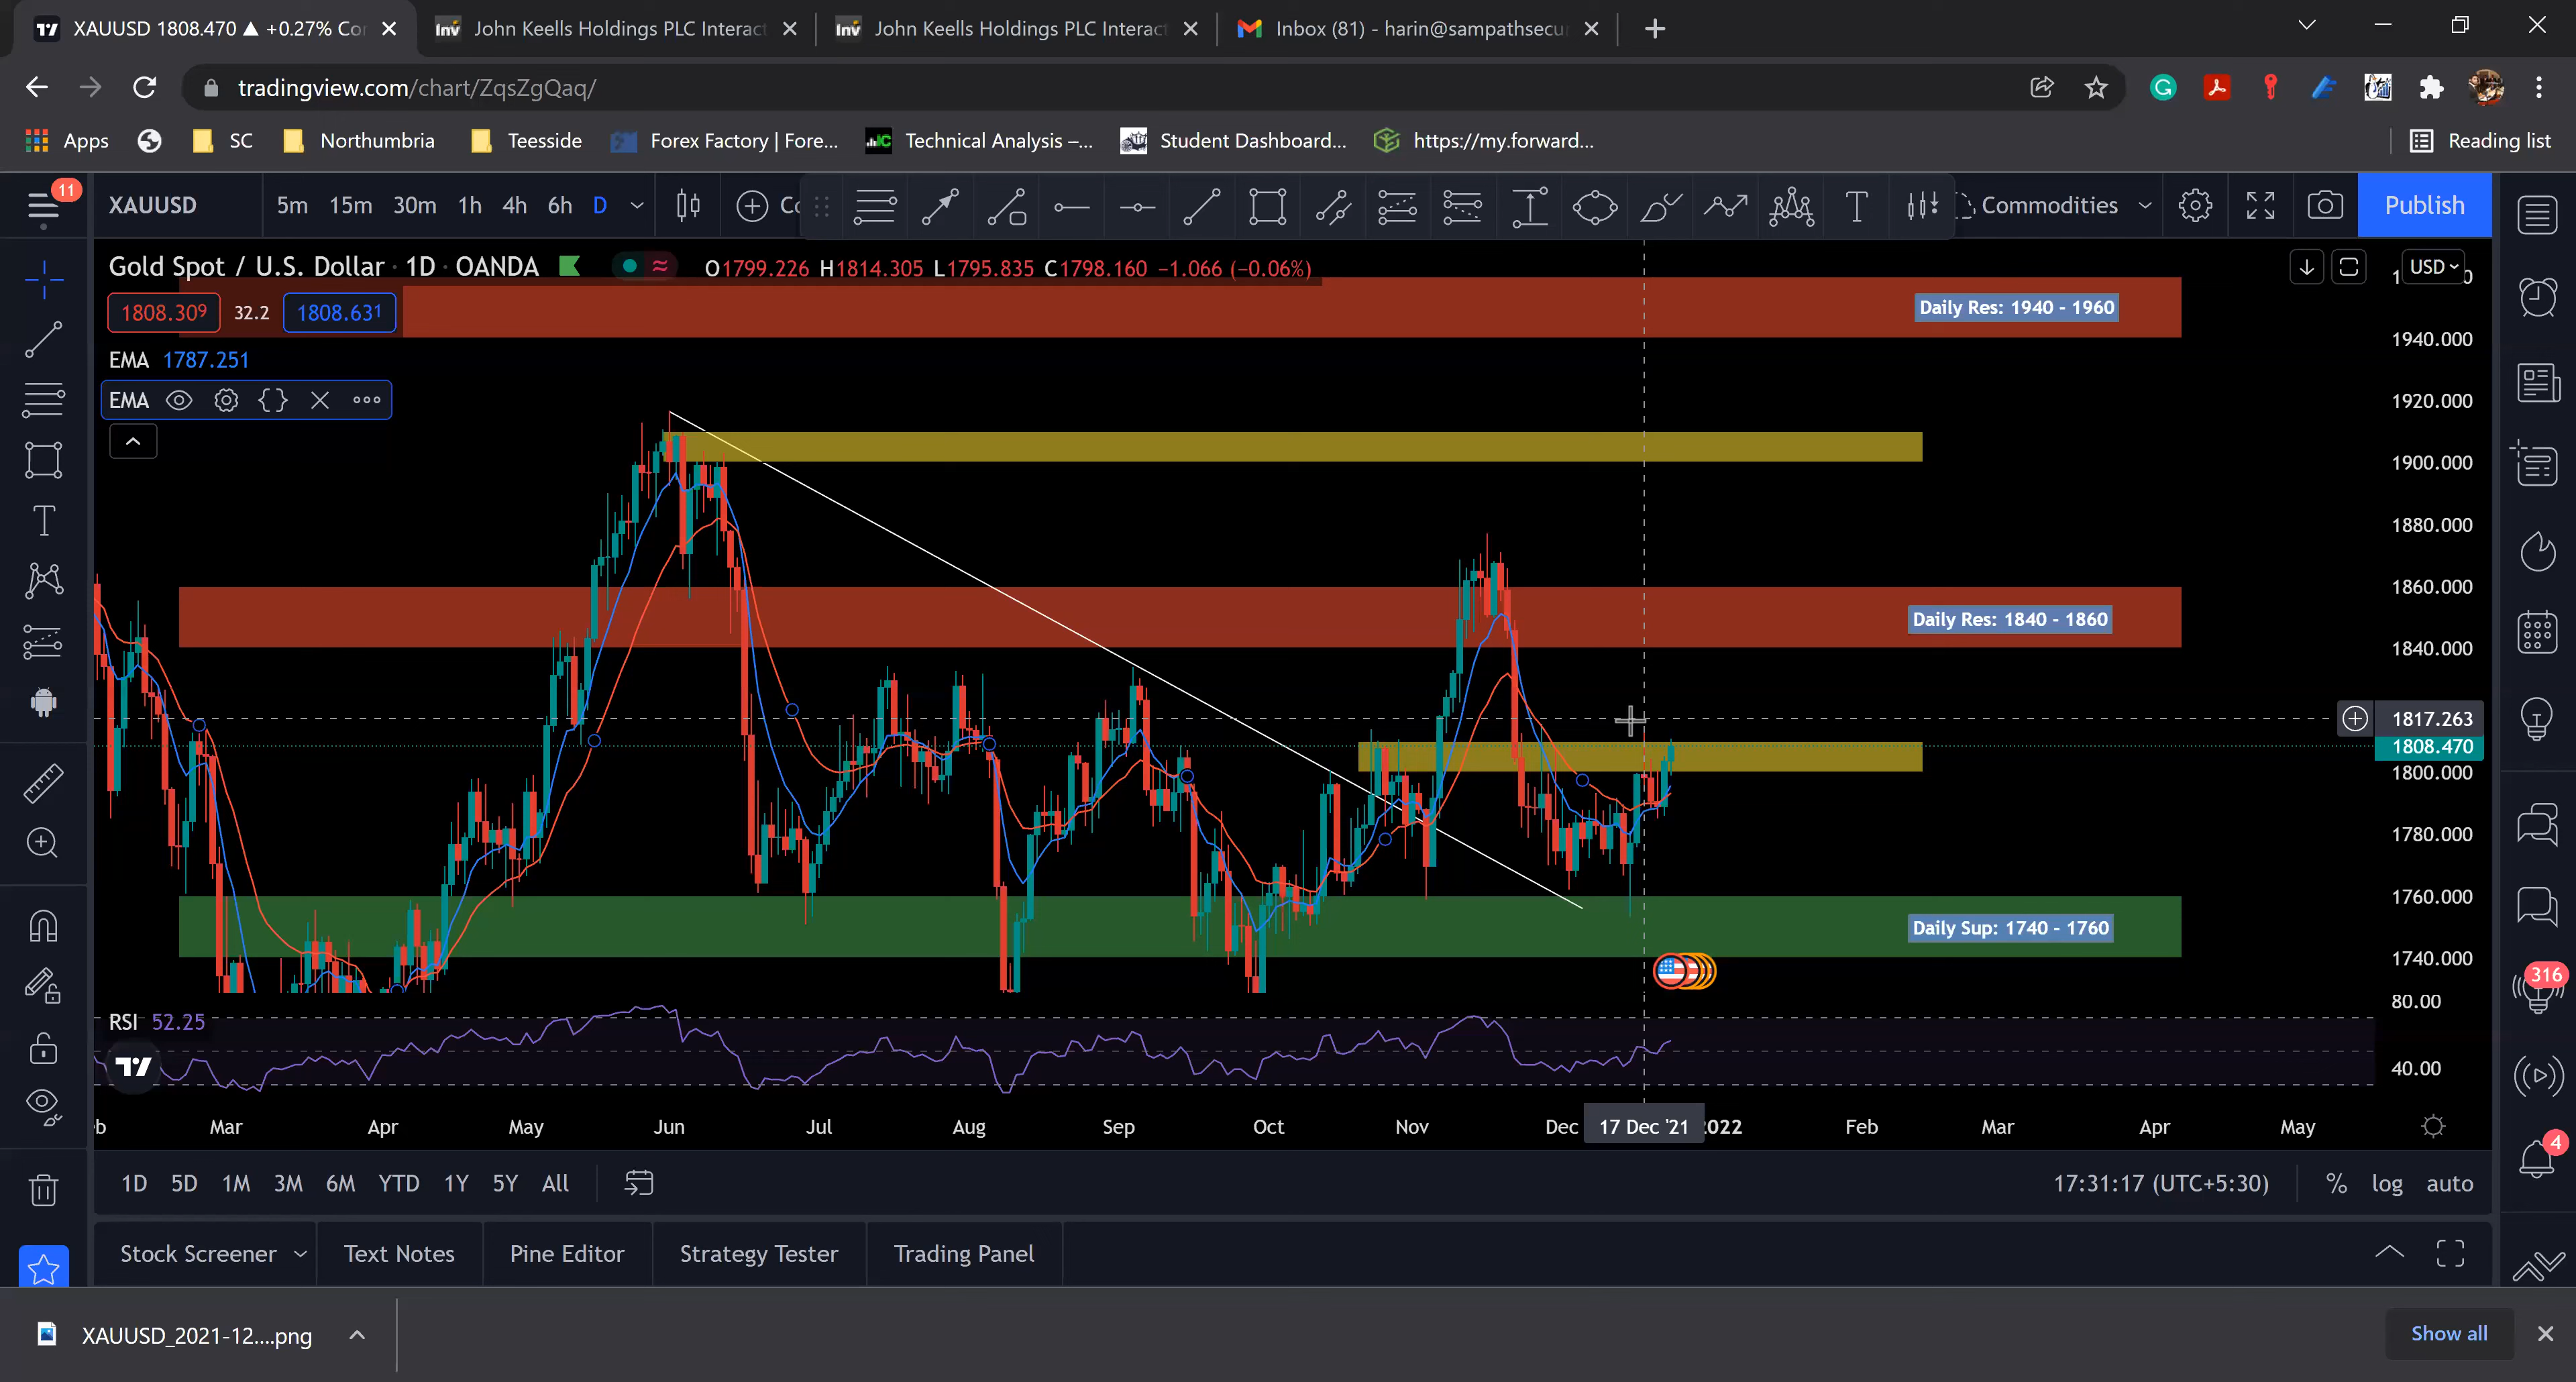 XAUUSD 1808.470 ▲ +0.27% Co
John Keells Holdings PLC Interact
John Keells Holdings PLC Interact
Inbox (81) - harin@sampathsecur
tradingview.com/chart/ZqsZgQaq/
Apps
SC
Northumbria
Teesside
Forex Factory | Fore...
Technical Analysis –...
Student Dashboard...
https://my.forward...
Reading list
11
XAUUSD
5m 15m 30m 1h 4h 6h D
Commodities
Publish
Gold Spot / U.S. Dollar · 1D · OANDA
O1799.226 H1814.305 L1795.835 C1798.160 −1.066 (−0.06%)
USD
1808.309 32.2 1808.631
Daily Res: 1940 - 1960
1940.000
EMA 1787.251
EMA
1920.000
1900.000
1880.000
1860.000
Daily Res: 1840 - 1860
1840.000
1817.263
1808.470
1800.000
1780.000
1760.000
Daily Sup: 1740 - 1760
1740.000
316
80.00
RSI 52.25
40.00
Mar Apr May Jun Jul Aug Sep Oct Nov Dec 17 Dec '21 2022 Feb Mar Apr May
4
1D 5D 1M 3M 6M YTD 1Y 5Y All
17:31:17 (UTC+5:30)
% log auto
Stock Screener
Text Notes
Pine Editor
Strategy Tester
Trading Panel
XAUUSD_2021-12....png
Show all